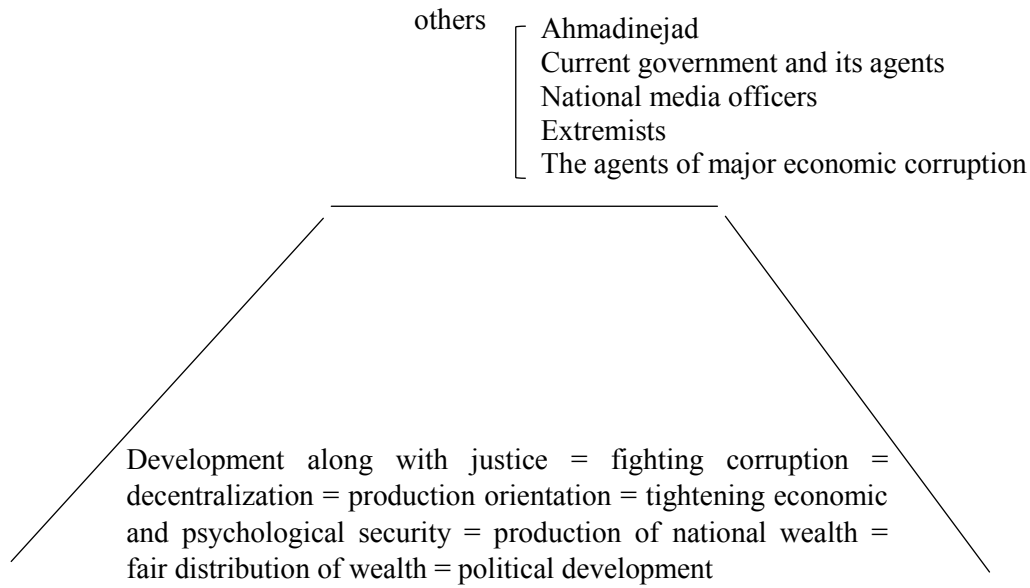 others
Ahmadinejad
Current government and its agents
National media officers
Extremists
The agents of major economic corruption
Development along with justice = fighting corruption =
decentralization = production orientation = tightening economic
and psychological security = production of national wealth =
fair distribution of wealth = political development